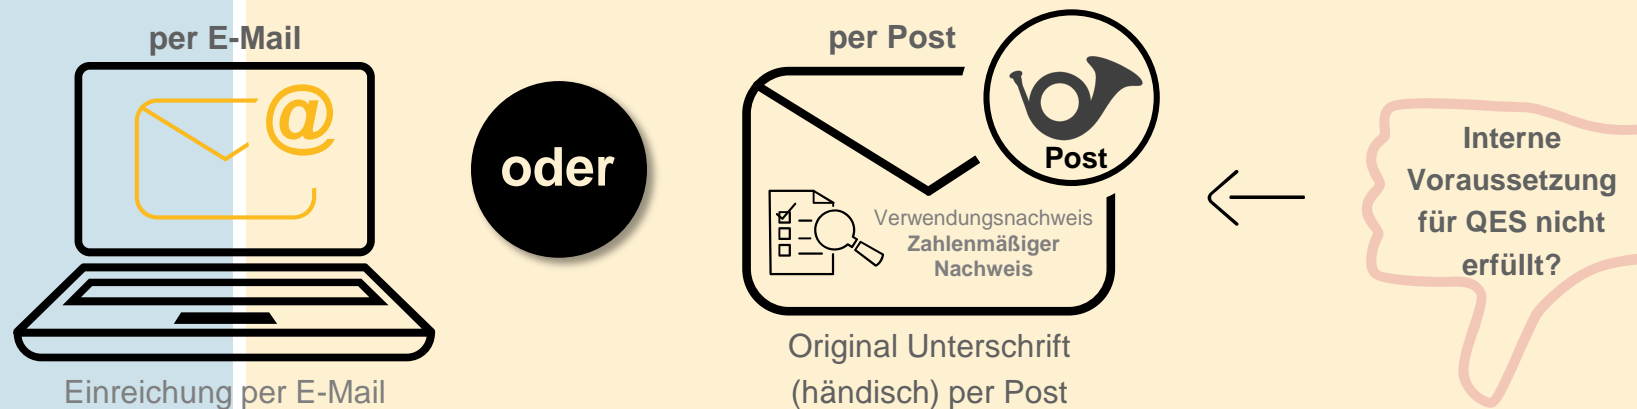 per E-Mail
@
Einreichung per E-Mail
oder
per Post
Post
Verwendungsnachweis
Zahlenmäßiger
Nachweis
Original Unterschrift
(händisch) per Post
Interne
Voraussetzung
für QES nicht
erfüllt?